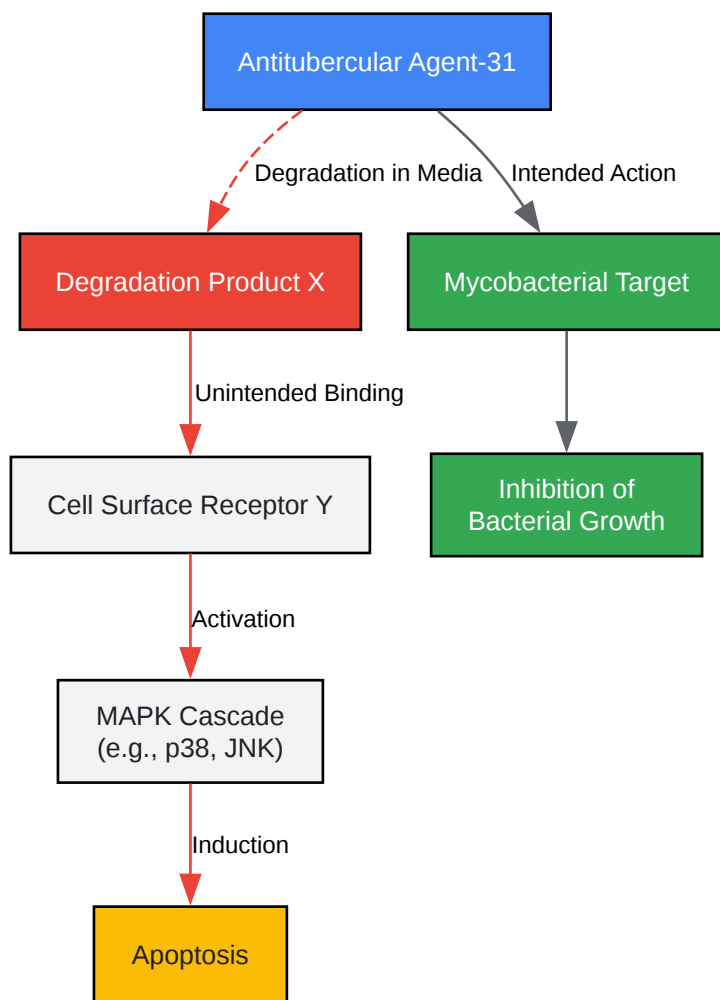 Antitubercular Agent-31
Degradation in Media
Intended Action
Degradation Product X
Mycobacterial Target
Unintended Binding
Cell Surface Receptor Y
Inhibition of
Bacterial Growth
Activation
MAPK Cascade
(e.g., p38, JNK)
Induction
Apoptosis